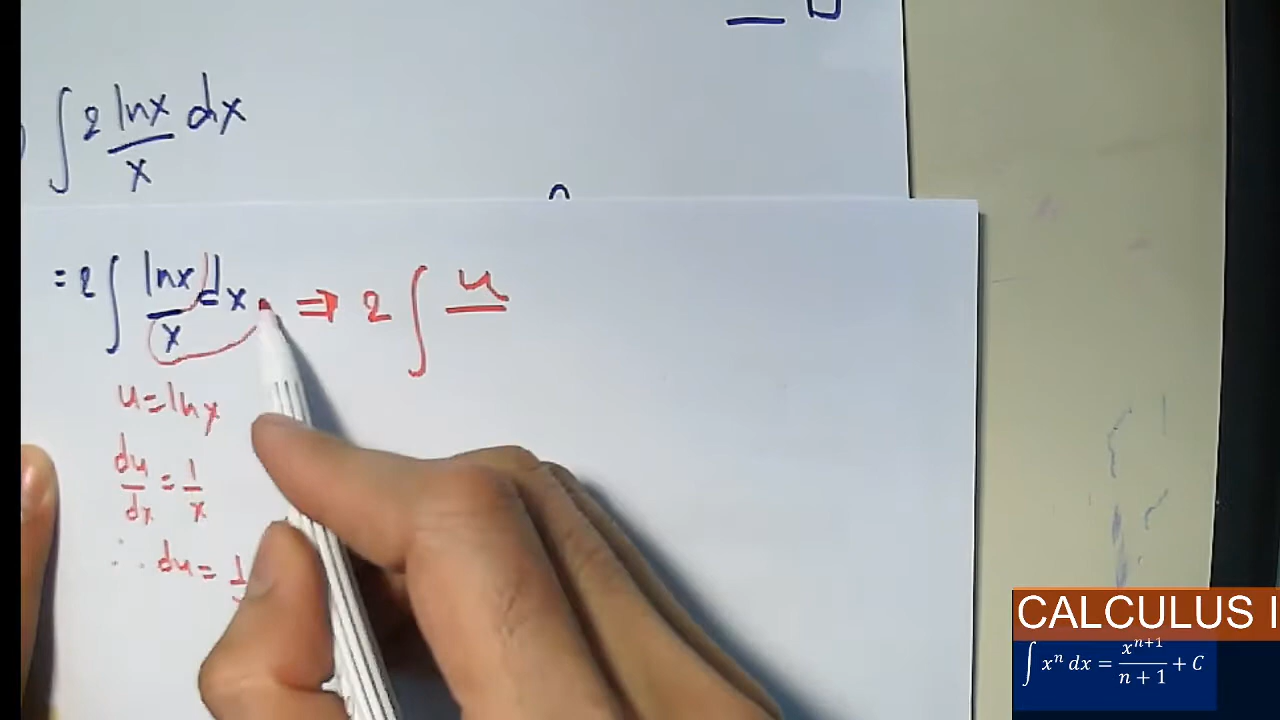 ∫ 2 lnx/x dx
= 2 ∫ lnx/x dx ⇒ 2 ∫ u
u = lnx
du/dx = 1/x
∴ du = 1
CALCULUS I
∫ xⁿ dx = xⁿ⁺¹/n + 1 + C